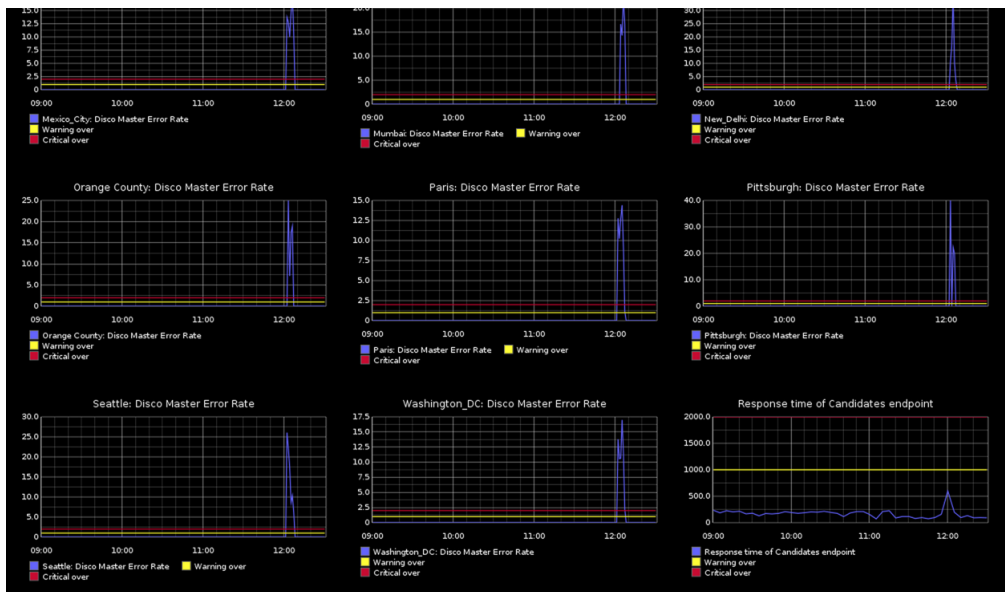 15.0
12.5
10.0
7.5
5.0
2.5
0
09:00 10:00 11:00 12:00
Mexico_City: Disco Master Error Rate
Warning over
Critical over
20.0
15.0
10.0
5.0
0
09:00 10:00 11:00 12:00
Mumbai: Disco Master Error Rate Warning over
Critical over
30.0
25.0
20.0
15.0
10.0
5.0
0
09:00 10:00 11:00 12:00
New_Delhi: Disco Master Error Rate
Warning over
Critical over
Orange County: Disco Master Error Rate
25.0
20.0
15.0
10.0
5.0
0
09:00 10:00 11:00 12:00
Orange County: Disco Master Error Rate
Warning over
Critical over
Paris: Disco Master Error Rate
15.0
12.5
10.0
7.5
5.0
2.5
0
09:00 10:00 11:00 12:00
Paris: Disco Master Error Rate Warning over
Critical over
Pittsburgh: Disco Master Error Rate
40.0
30.0
20.0
10.0
0
09:00 10:00 11:00 12:00
Pittsburgh: Disco Master Error Rate
Warning over
Critical over
Seattle: Disco Master Error Rate
30.0
25.0
20.0
15.0
10.0
5.0
0
09:00 10:00 11:00 12:00
Seattle: Disco Master Error Rate Warning over
Critical over
Washington_DC: Disco Master Error Rate
17.5
15.0
12.5
10.0
7.5
5.0
2.5
0
09:00 10:00 11:00 12:00
Washington_DC: Disco Master Error Rate
Warning over
Critical over
Response time of Candidates endpoint
2000.0
1500.0
1000.0
500.0
0
09:00 10:00 11:00 12:00
Response time of Candidates endpoint
Warning over
Critical over